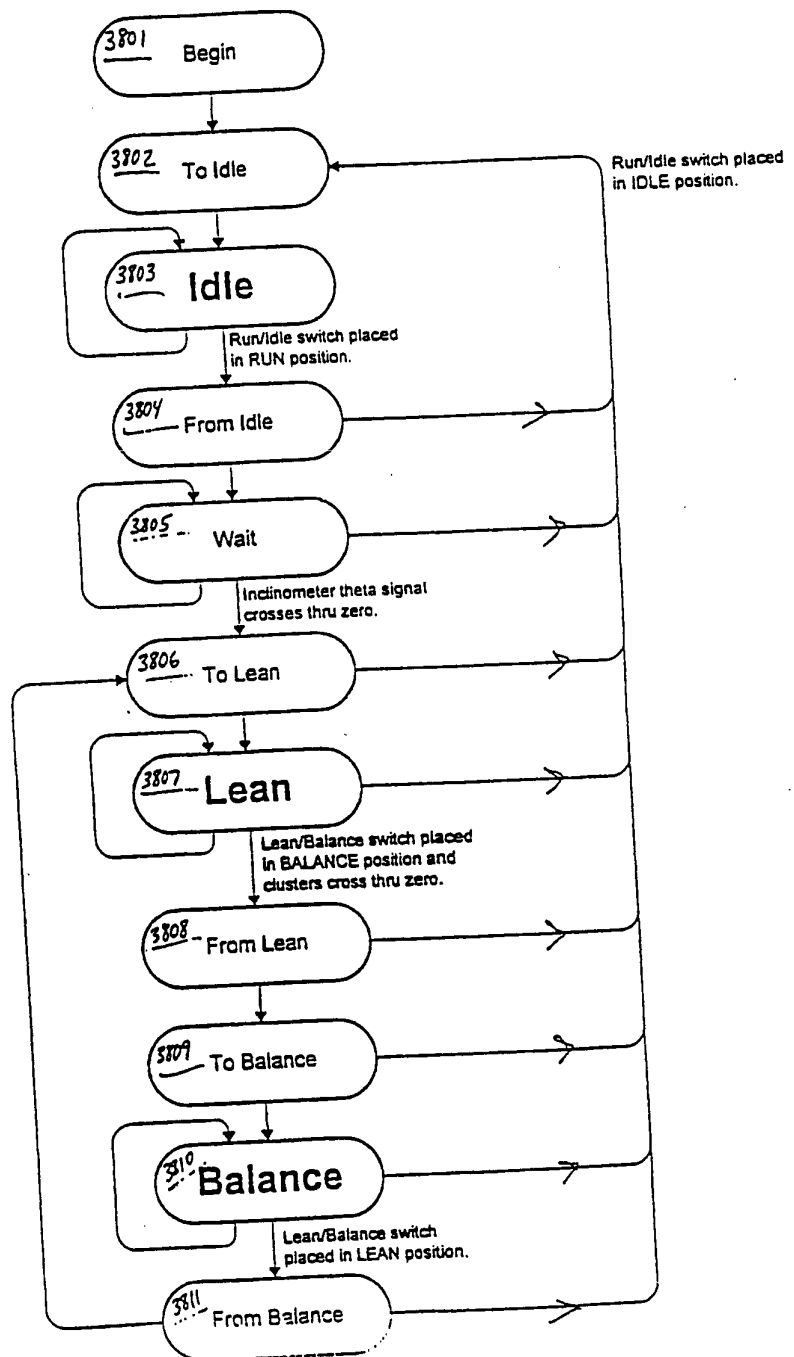 3801 Begin
3802 To Idle
Run/Idle switch placed
in IDLE position.
3803 Idle
Run/Idle switch placed
in RUN position.
3804 From Idle
3805 Wait
Inclinometer theta signal
crosses thru zero.
3806 To Lean
3807 Lean
Lean/Balance switch placed
in BALANCE position and
clusters cross thru zero.
3808 From Lean
3809 To Balance
3810 Balance
Lean/Balance switch
placed in LEAN position.
3811 From Balance